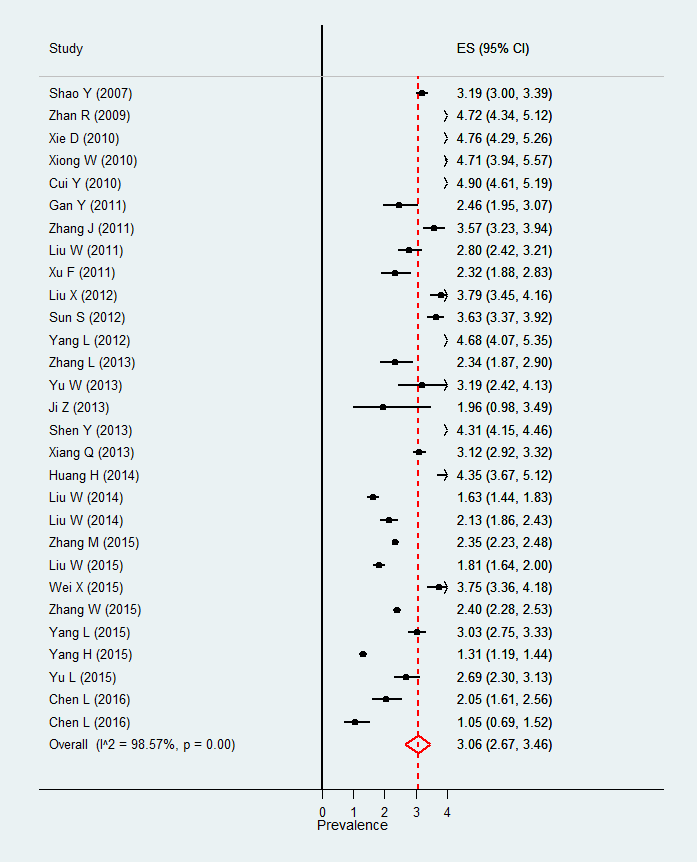 Study ES (95% CI)
Shao Y (2007) 3.19 (3.00, 3.39)
Zhan R (2009) 4.72 (4.34, 5.12)
Xie D (2010) 4.76 (4.29, 5.26)
Xiong W (2010) 4.71 (3.94, 5.57)
Cui Y (2010) 4.90 (4.61, 5.19)
Gan Y (2011) 2.46 (1.95, 3.07)
Zhang J (2011) 3.57 (3.23, 3.94)
Liu W (2011) 2.80 (2.42, 3.21)
Xu F (2011) 2.32 (1.88, 2.83)
Liu X (2012) 3.79 (3.45, 4.16)
Sun S (2012) 3.63 (3.37, 3.92)
Yang L (2012) 4.68 (4.07, 5.35)
Zhang L (2013) 2.34 (1.87, 2.90)
Yu W (2013) 3.19 (2.42, 4.13)
Ji Z (2013) 1.96 (0.98, 3.49)
Shen Y (2013) 4.31 (4.15, 4.46)
Xiang Q (2013) 3.12 (2.92, 3.32)
Huang H (2014) 4.35 (3.67, 5.12)
Liu W (2014) 1.63 (1.44, 1.83)
Liu W (2014) 2.13 (1.86, 2.43)
Zhang M (2015) 2.35 (2.23, 2.48)
Liu W (2015) 1.81 (1.64, 2.00)
Wei X (2015) 3.75 (3.36, 4.18)
Zhang W (2015) 2.40 (2.28, 2.53)
Yang L (2015) 3.03 (2.75, 3.33)
Yang H (2015) 1.31 (1.19, 1.44)
Yu L (2015) 2.69 (2.30, 3.13)
Chen L (2016) 2.05 (1.61, 2.56)
Chen L (2016) 1.05 (0.69, 1.52)
Overall (I^2 = 98.57%, p = 0.00) 3.06 (2.67, 3.46)
0 1 2 3 4
Prevalence